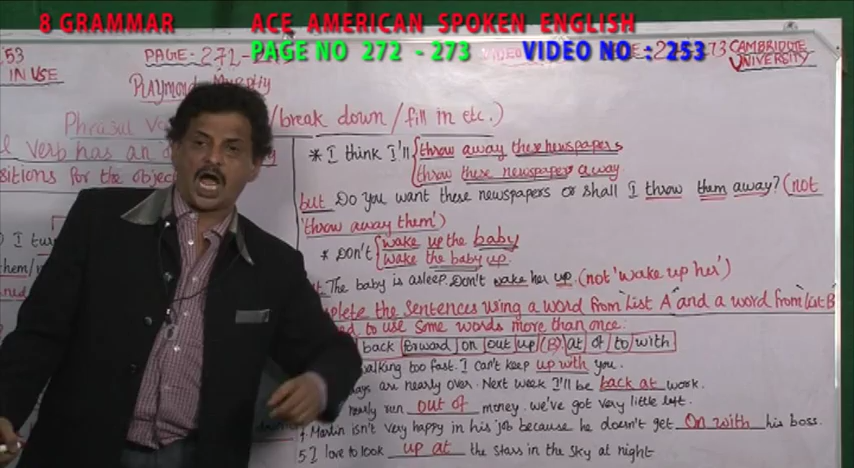 8 GRAMMAR ACE AMERICAN SPOKEN ENGLISH
PAGE NO 272 - 273 VIDEO NO : 253
53 PAGE: 271- 73 CAMBRIDGE
IN USE UNIVERSITY
Raymond Murphy
Phrasal /break down/fill in etc.)
verb has an
sitions for the object
I tur
them/
* I think I'll throw away these newspapers
throw these newspapers away
but Do you want these newspapers or shall I throw them away? (not
'throw away them')
* Don't wake up the baby
wake the baby up.
The baby is asleep. Don't wake her up. (not 'wake up her')
plete the sentences using a word from 'List A' and a word from 'List B'
to use some words more than once:
back forward on out up (B). at of to with
walking too fast. I can't keep up with you.
days are nearly over. Next week I'll be back at work.
nearly run out of money. we've got very little left.
4. Martin isn't very happy in his job because he doesn't get on with his boss.
5 I love to look up at the stars in the sky at night